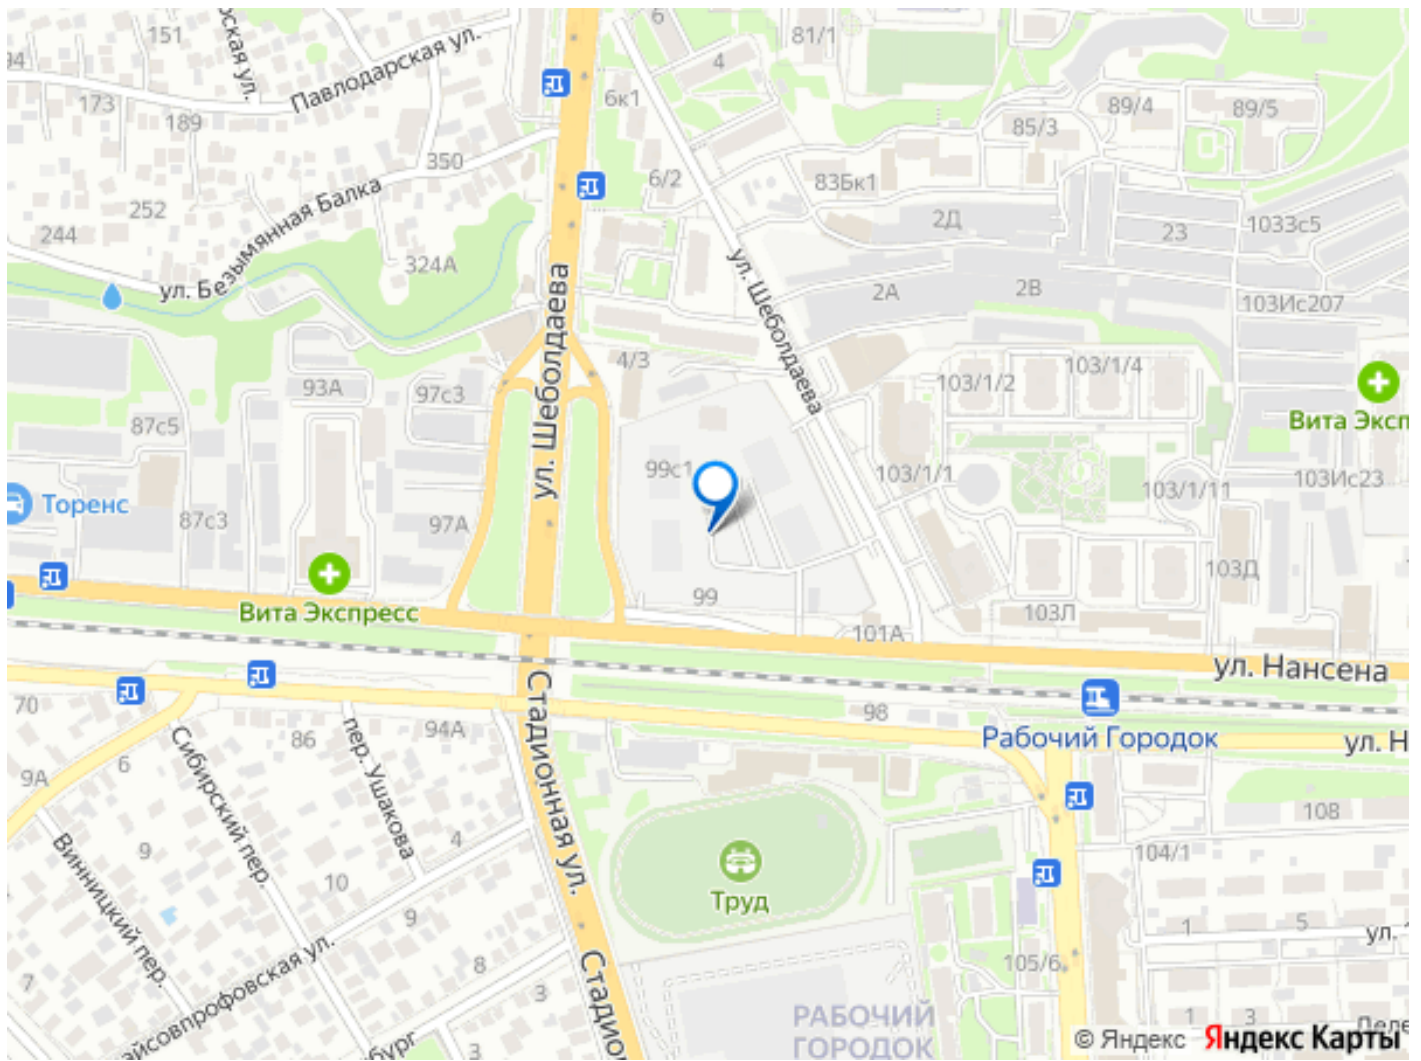 151
6
81/1
94
Павлодарская ул.
4
173
6к1
89/4
89/5
189
85/3
350
6/2
83Бк1
252
2Д
23
1033с5
244
ул. Безымянная Балка
324А
ул. Шеболдаева
2А
2В
103Ис207
ул. Шеболдаева
4/3
103/1/2
103/1/4
93А
97с3
87с5
Вита Эксп
99с1
103/1/1
103Ис23
103/1/11
Торенс
87с3
97А
103Д
99
Вита Экспресс
103Л
101А
ул. Нансена
70
98
86
94А
Рабочий Городок
ул. Н
Сибирский пер.
пер. Ушакова
Стадионная ул.
6
9А
108
4
9
104/1
Винницкий пер.
10
Труд
9
1
5
ул.
8
105/6
7
3
айсовпрофовская ул.
РАБОЧИЙ
ГОРОДОК
1
3
бург
3
© Яндекс Яндекс Карты